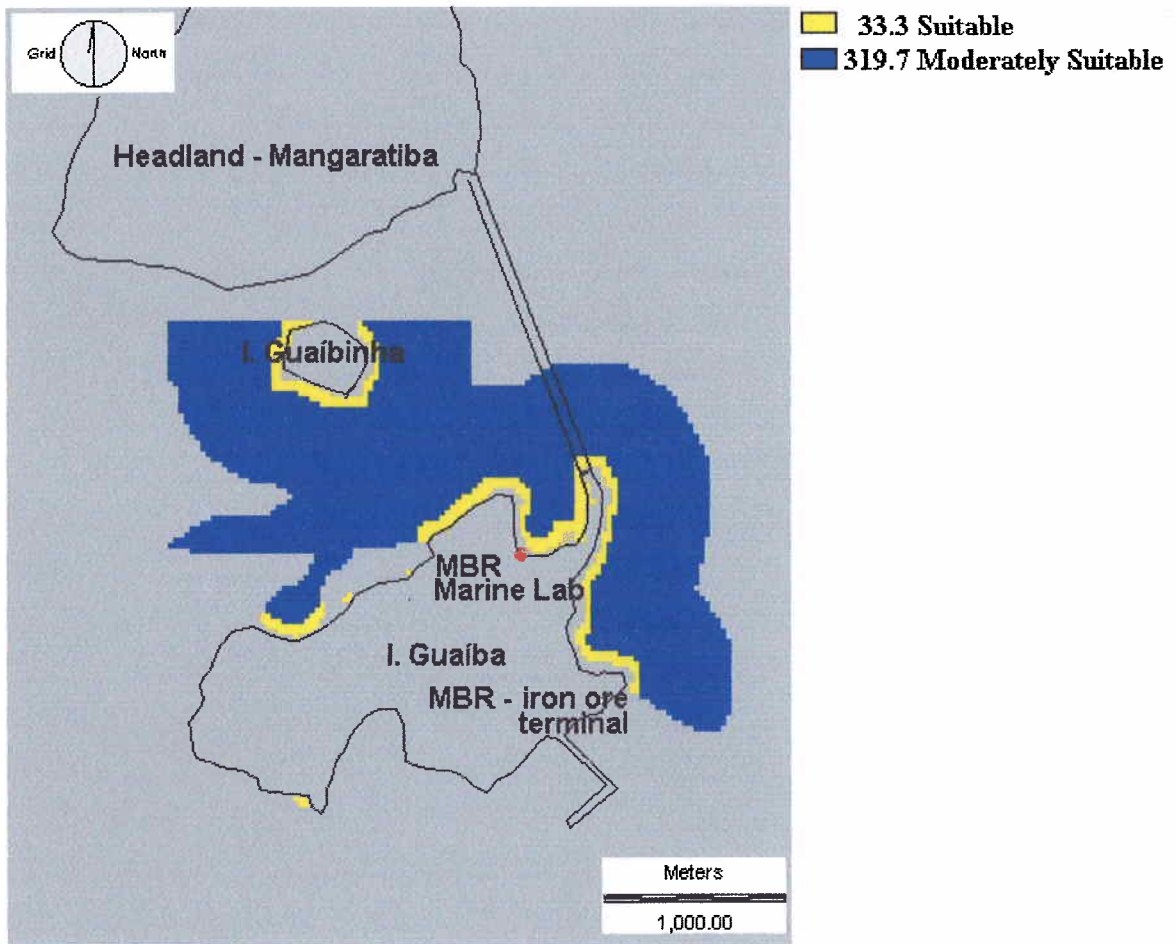 Grid North
33.3 Suitable
319.7 Moderately Suitable
Headland - Mangaratiba
I. Guaíbinha
MBR
Marine Lab
I. Guaíba
MBR - iron ore
terminal
Meters
1,000.00